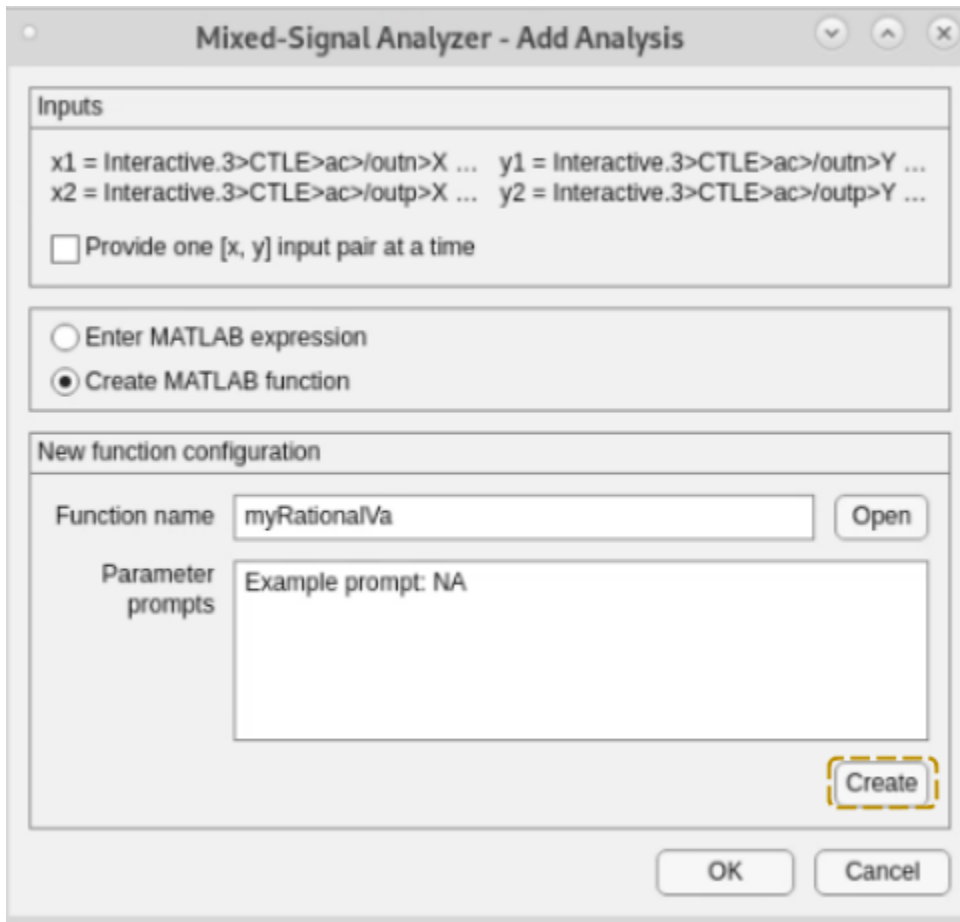 Mixed-Signal Analyzer - Add Analysis
Inputs
x1 = Interactive.3>CTLE>ac>/outn>X ... y1 = Interactive.3>CTLE>ac>/outn>Y ...
x2 = Interactive.3>CTLE>ac>/outp>X ... y2 = Interactive.3>CTLE>ac>/outp>Y ...
Provide one [x, y] input pair at a time
Enter MATLAB expression
Create MATLAB function
New function configuration
Function name myRationalVa Open
Parameter prompts Example prompt: NA
Create
OK Cancel